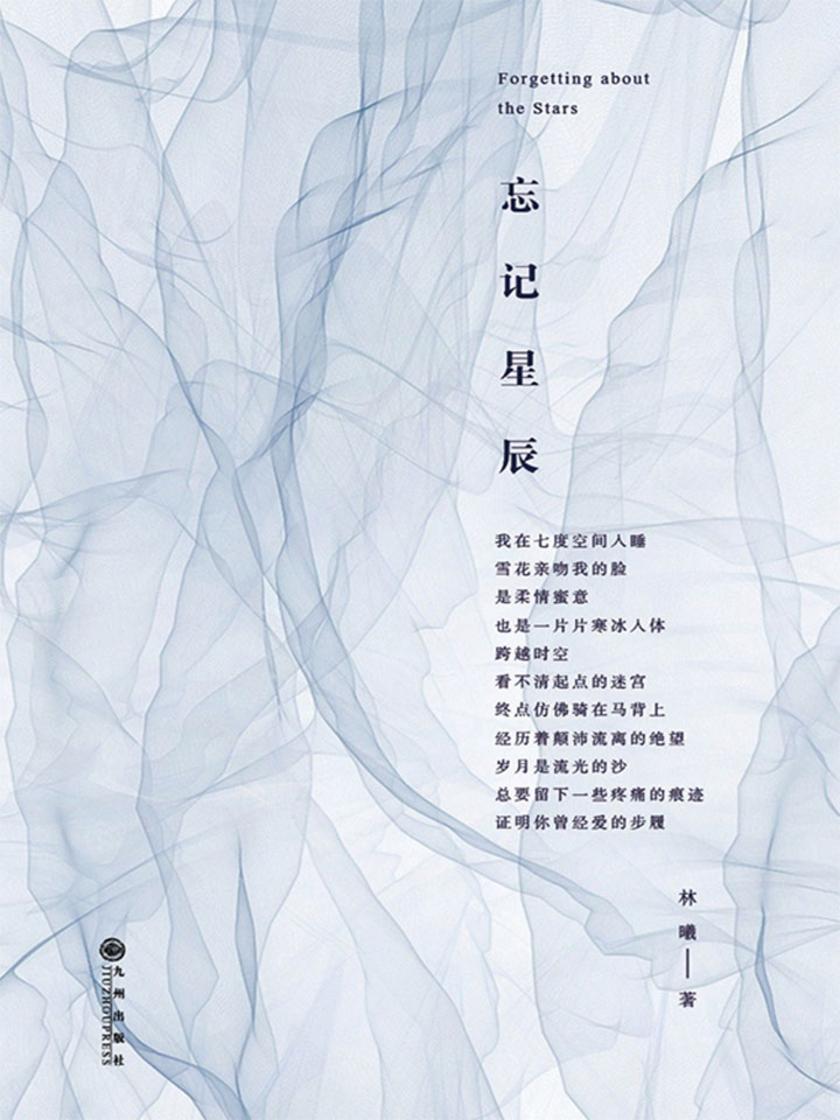 Forgetting about
the Stars
忘记星辰
我在七度空间入睡
雪花亲吻我的脸
是柔情蜜意
也是一片片寒冰入体
跨越时空
看不清起点的迷宫
终点仿佛骑在马背上
经历着颠沛流离的绝望
岁月是流光的沙
总要留下一些疼痛的痕迹
证明你曾经爱的步履
林曦——著
九州出版社
JIUZHOUPRESS